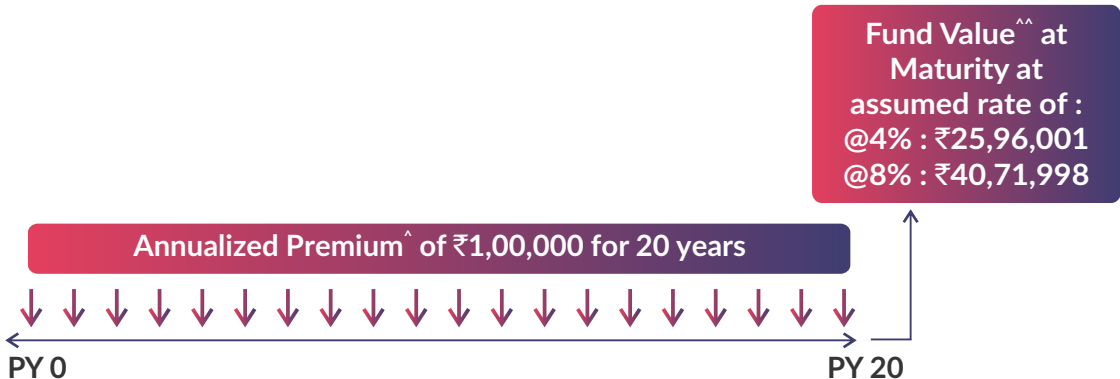 Fund Value^^ at
Maturity at
assumed rate of :
@4% : ₹25,96,001
@8% : ₹40,71,998
Annualized Premium^ of ₹1,00,000 for 20 years
PY 0
PY 20